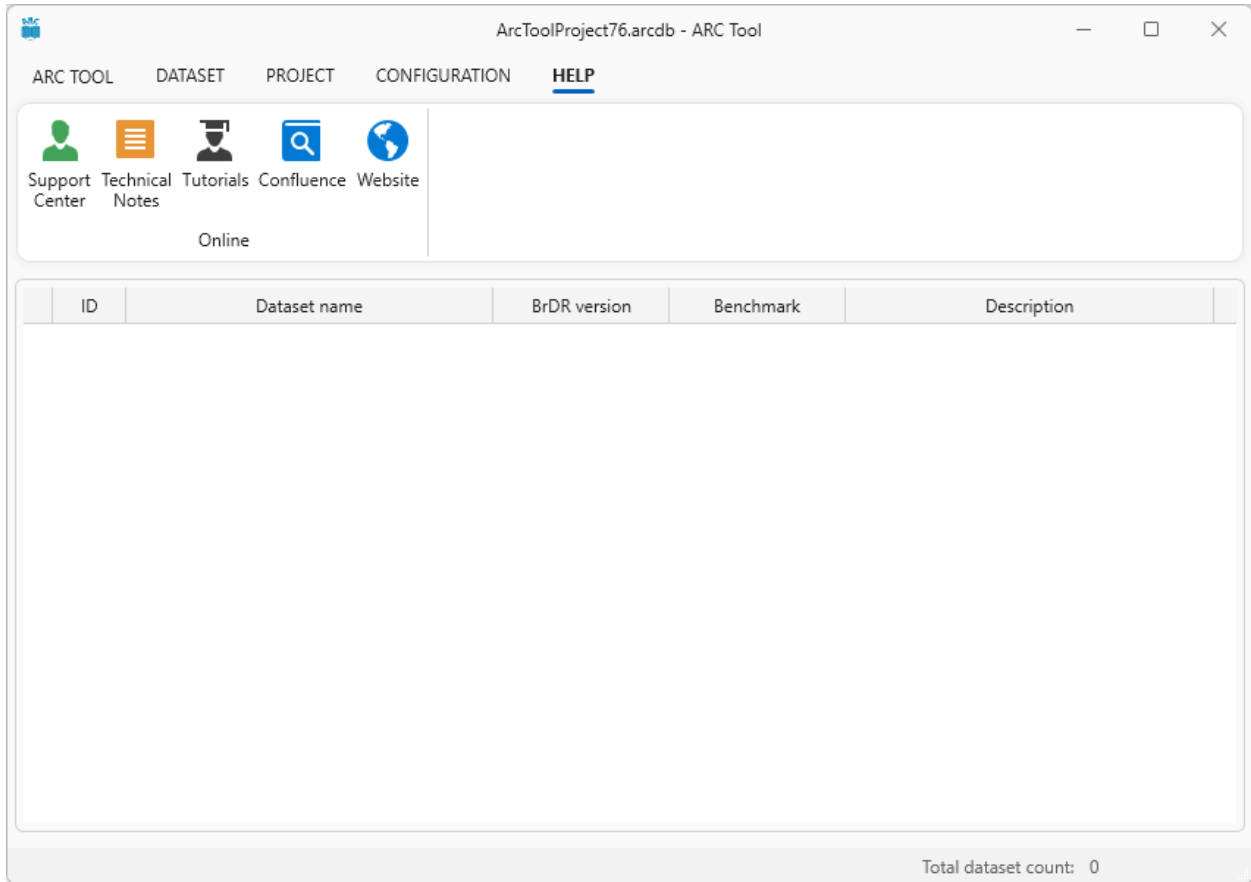 ArcToolProject76.arcdb - ARC Tool
ARC TOOL DATASET PROJECT CONFIGURATION HELP
Support Center Technical Notes Tutorials Confluence Website
Online
ID Dataset name BrDR version Benchmark Description
Total dataset count: 0